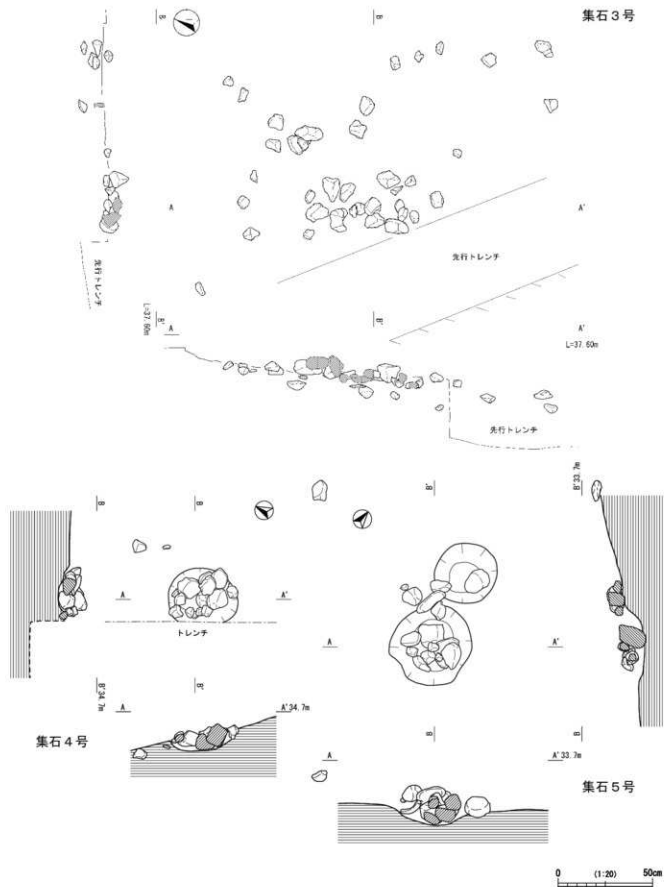 集石3号
B
B
B
A
A'
先行トレンチ
先行トレンチ
L=37.60m
B'
A
B'
A'
L=37.60m
先行トレンチ
B
B
B'
B'33.7m
A
A'
トレンチ
A
A'
B'34.7m
B'
A
A'34.7m
集石4号
B
B
A
A'33.7m
集石5号
0
(1:20)
50cm